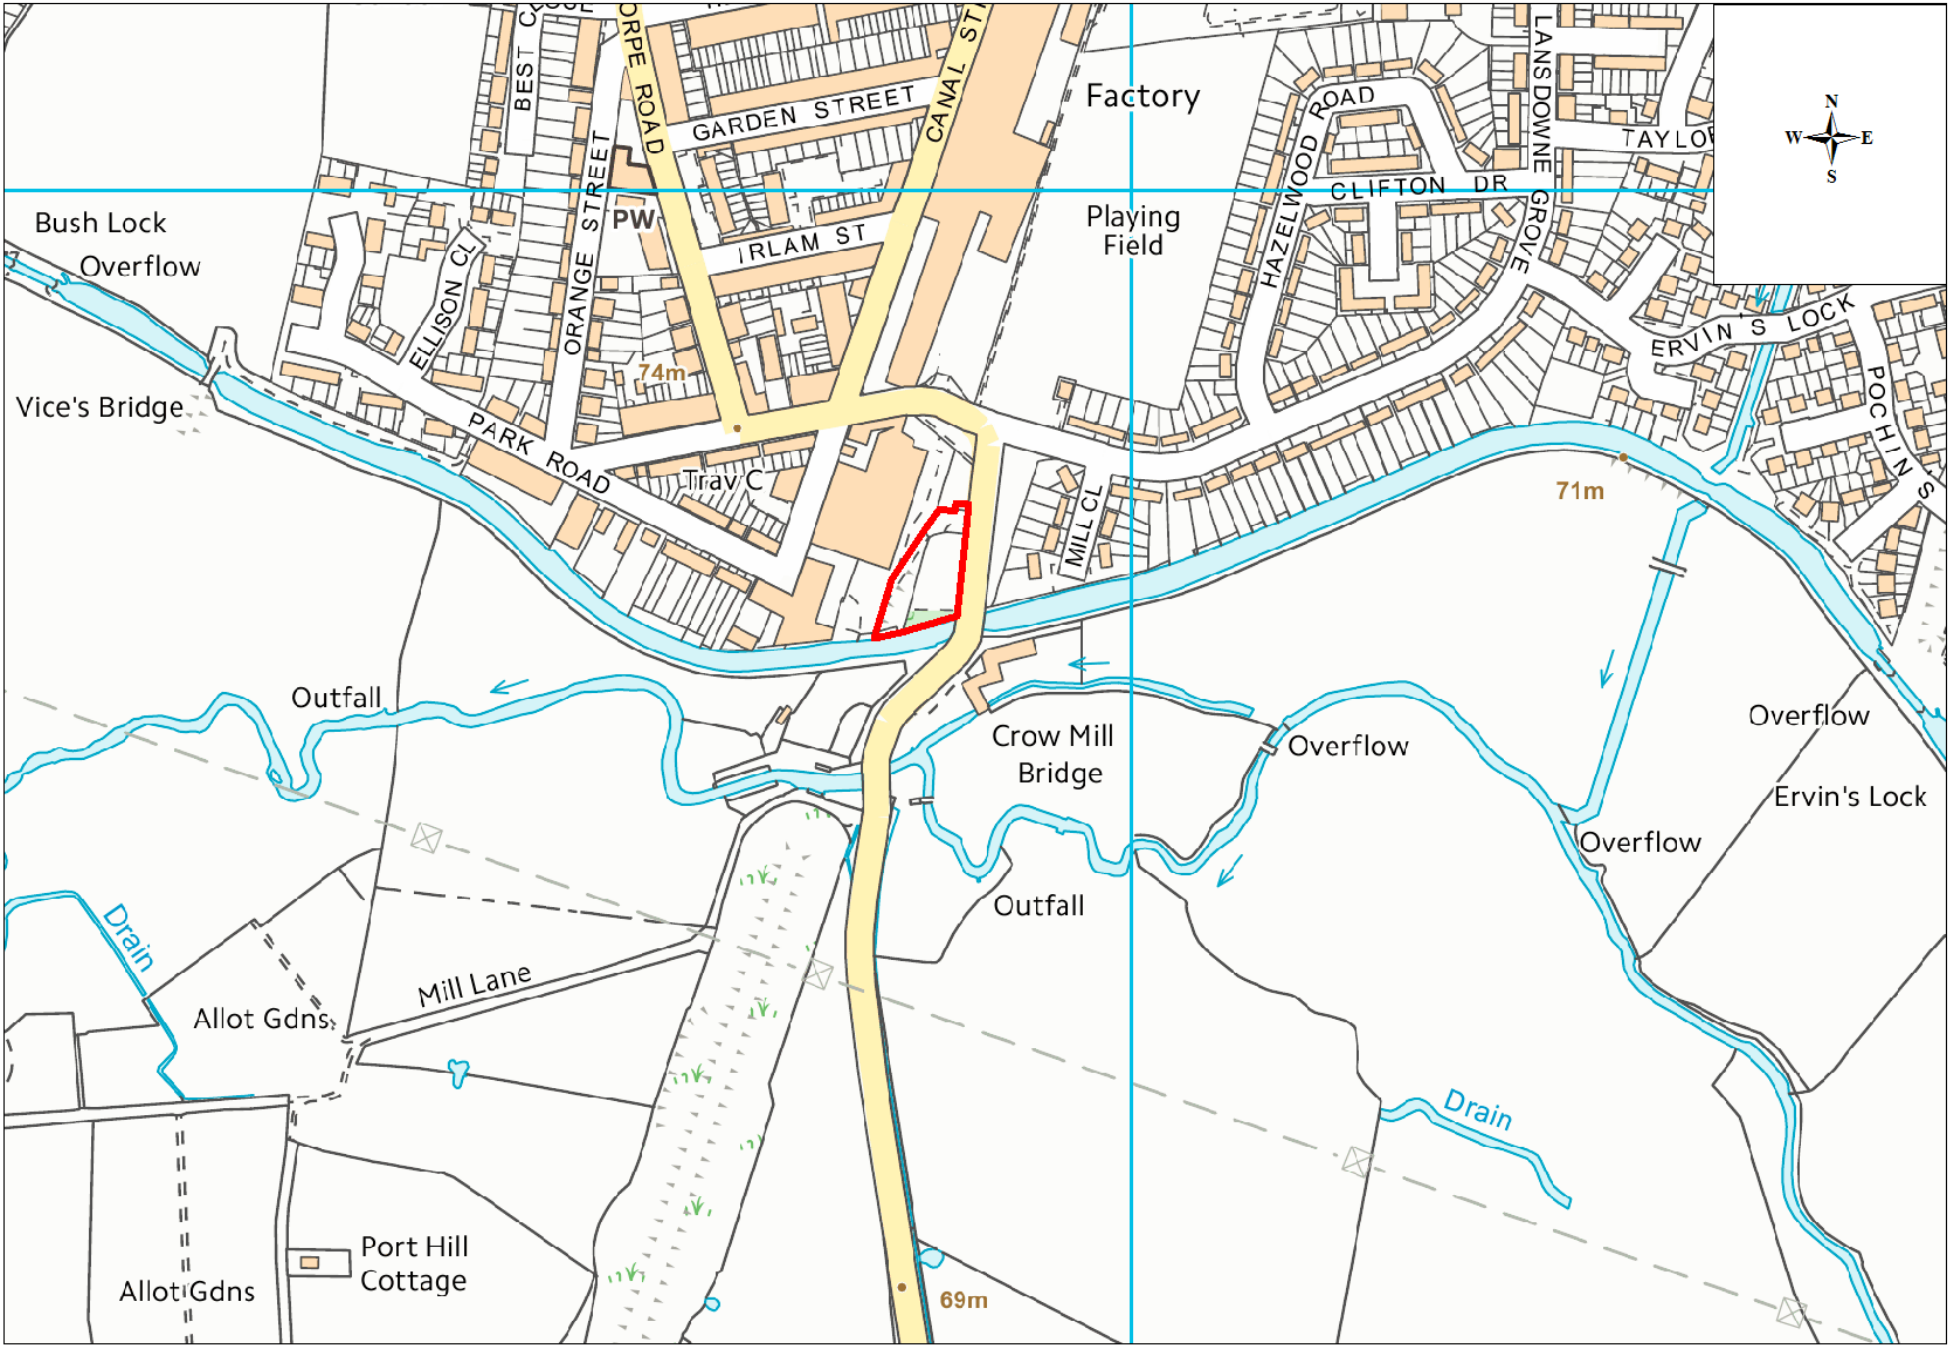 BEST CLOSE
ORPE ROAD
CANAL ST
GARDEN STREET
Factory
HAZELWOOD ROAD
LANSDOWNE GROVE
TAYLO
N
W E
S
CLIFTON DR
ORANGE STREET
PW
IRLAM ST
Playing
Field
Bush Lock
Overflow
ELLISON CL
ERVIN'S LOCK
POCHIN'S
74m
Vice's Bridge
PARK ROAD
Trav C
MILL CL
71m
Outfall
Crow Mill
Bridge
Overflow
Overflow
Ervin's Lock
Overflow
Outfall
Drain
Mill Lane
Allot Gdns
Drain
Port Hill
Cottage
Allot Gdns
69m